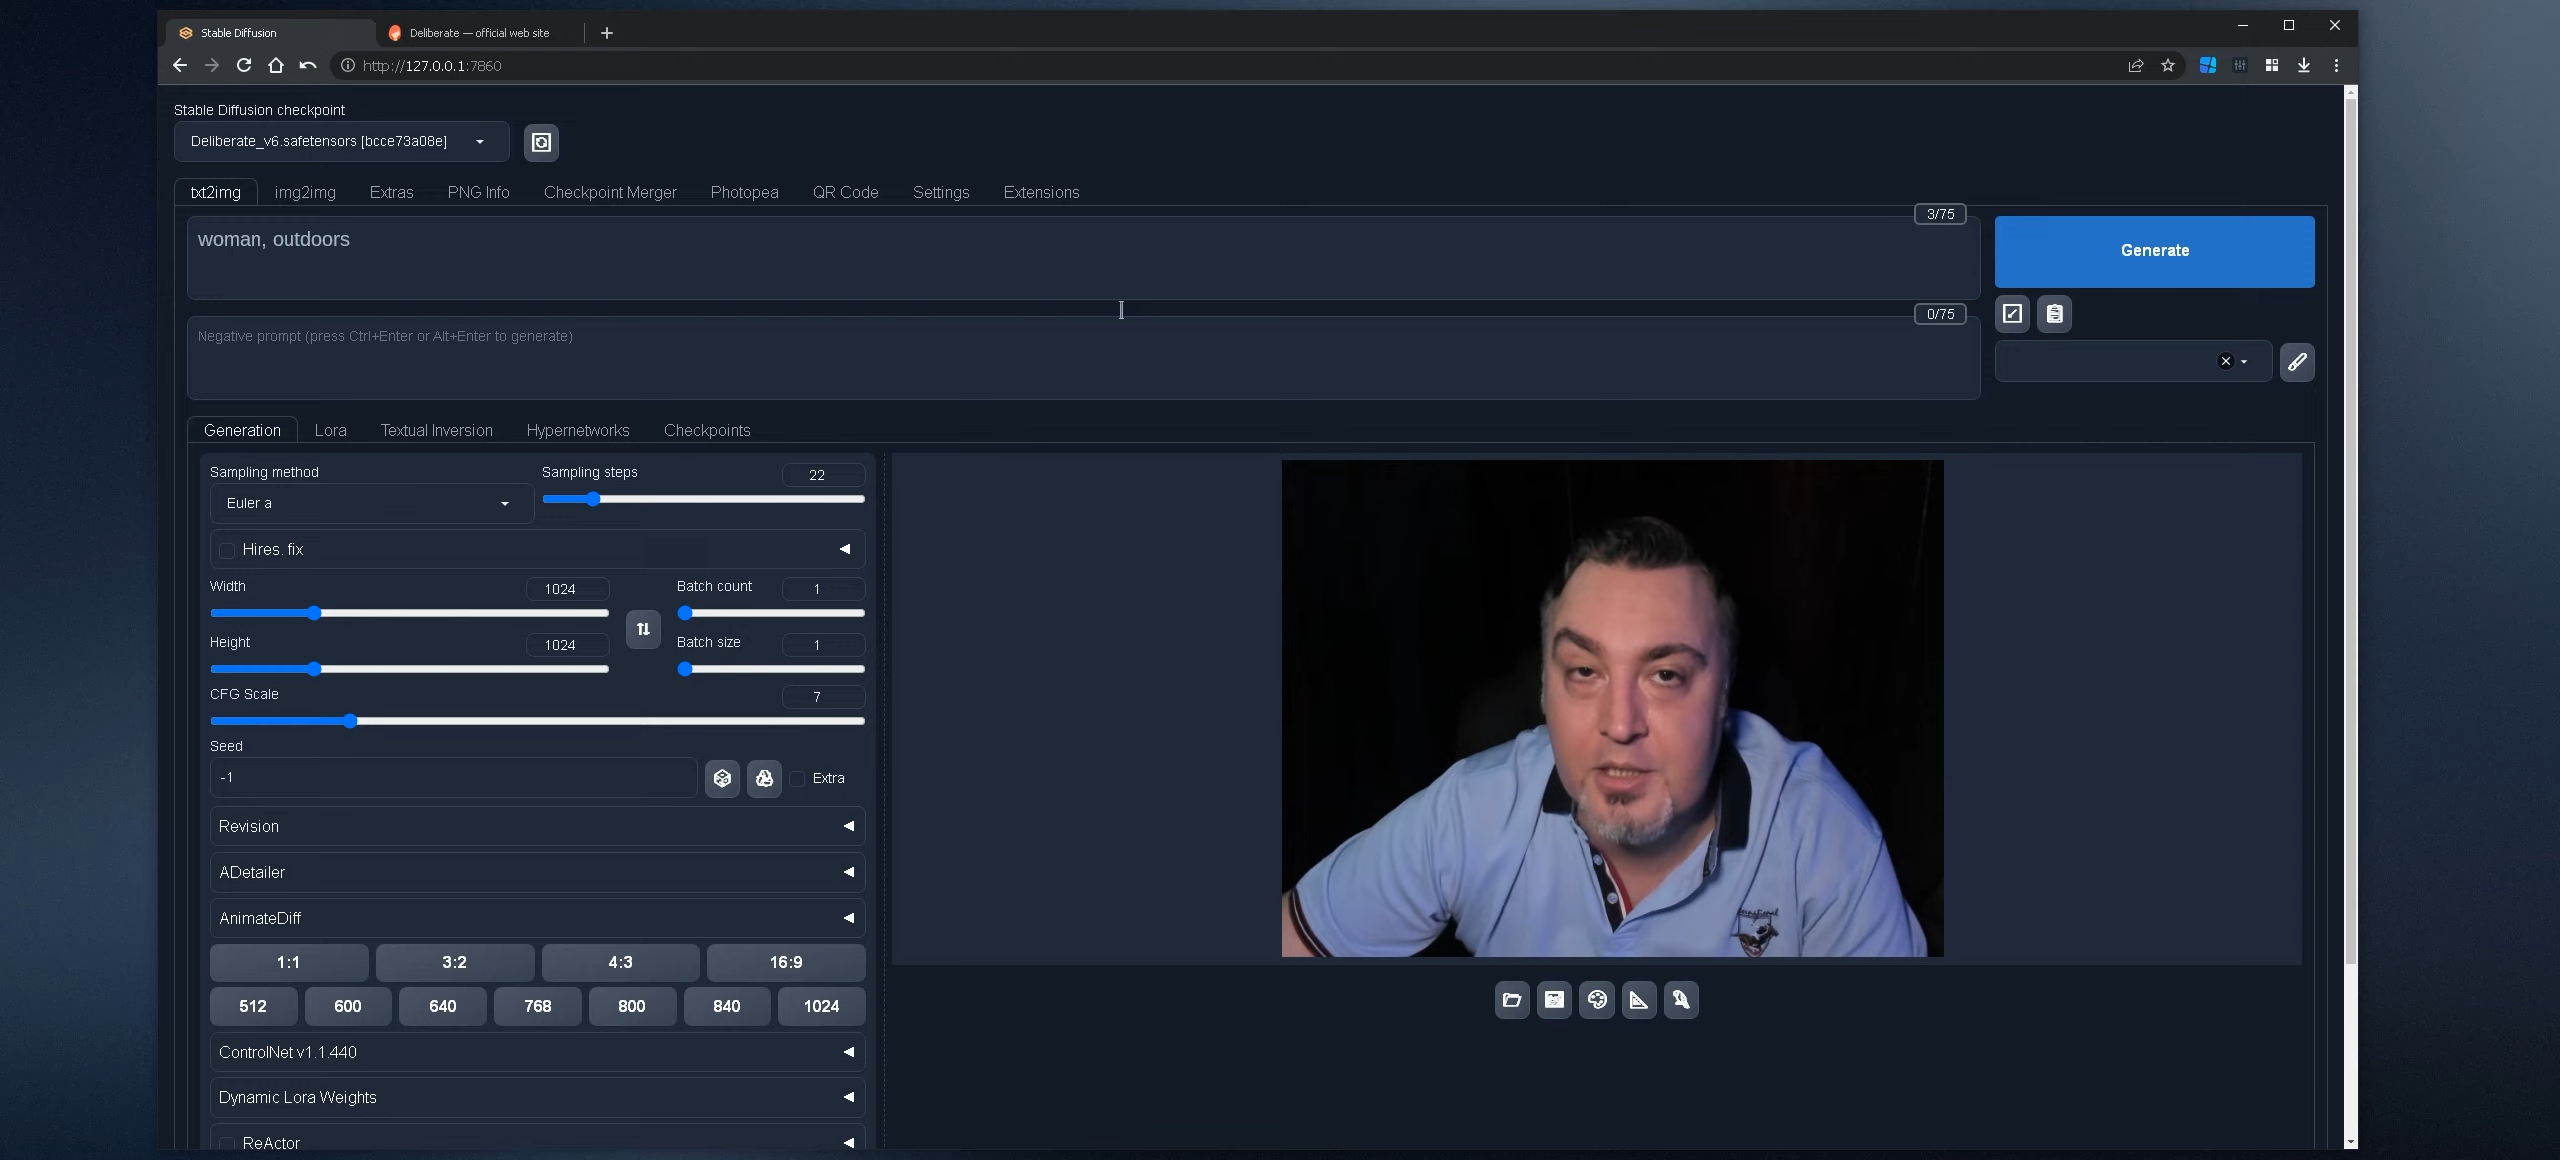 Stable Diffusion
Deliberate — official web site
http://127.0.0.1:7860
Stable Diffusion checkpoint
Deliberate_v6.safetensors [bcce73a08e]
txt2img
img2img
Extras
PNG Info
Checkpoint Merger
Photopea
QR Code
Settings
Extensions
3/75
woman, outdoors
Generate
0/75
Negative prompt (press Ctrl+Enter or Alt+Enter to generate)
Generation
Lora
Textual Inversion
Hypernetworks
Checkpoints
Sampling method
Sampling steps
22
Euler a
Hires. fix
Width
1024
Batch count
1
Height
1024
Batch size
1
CFG Scale
7
Seed
-1
Extra
Revision
ADetailer
AnimateDiff
1:1
3:2
4:3
16:9
512
600
640
768
800
840
1024
ControlNet v1.1.440
Dynamic Lora Weights
ReActor